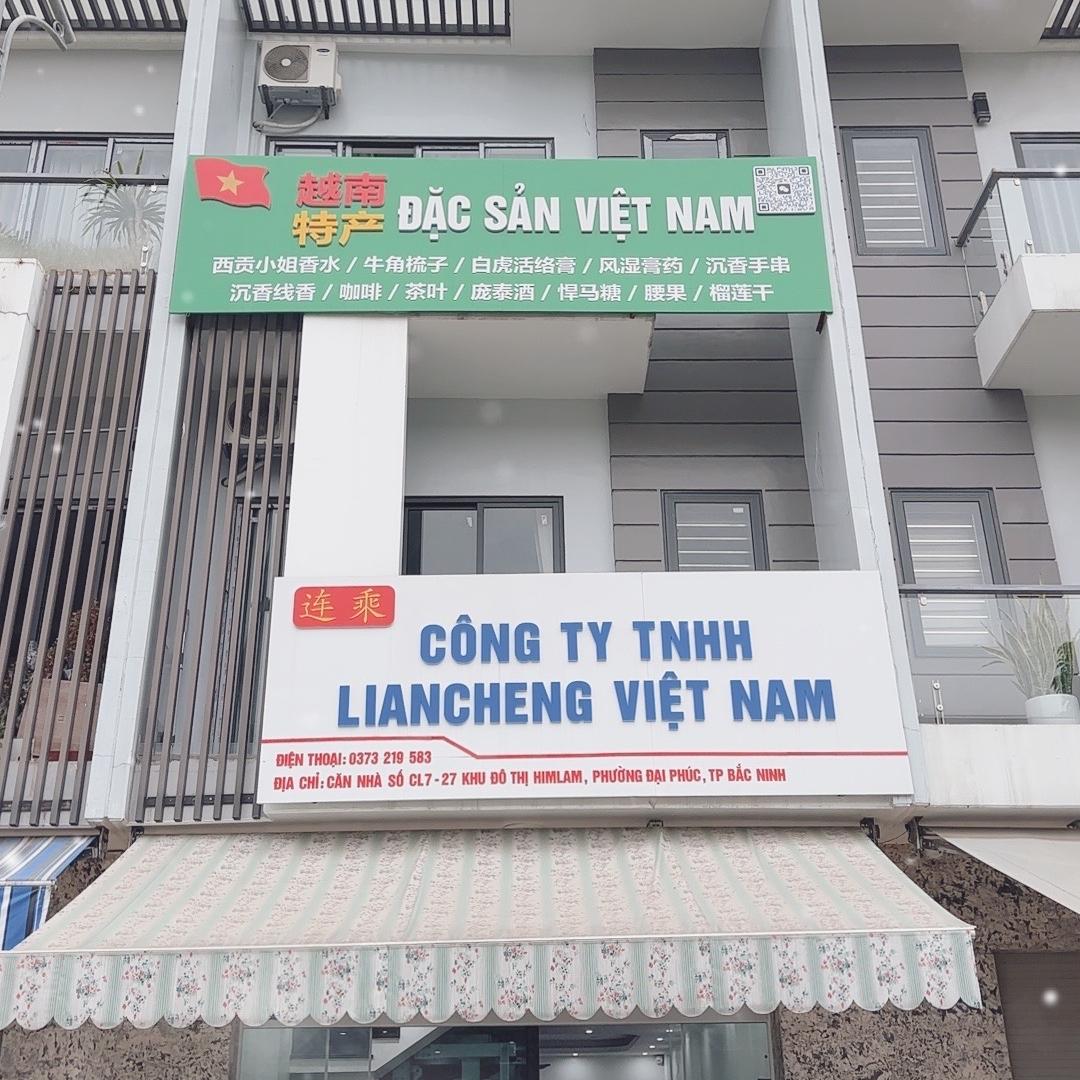 越南
特产
ĐẶC SẢN VIỆT NAM
西贡小姐香水 / 牛角梳子 / 白虎活络膏 / 风湿膏药 / 沉香手串
沉香线香 / 咖啡 / 茶叶 / 庞泰酒 / 悍马糖 / 腰果 / 榴莲干
连乘
CÔNG TY TNHH
LIANCHENG VIỆT NAM
ĐIỆN THOẠI: 0373 219 583
ĐỊA CHỈ: CĂN NHÀ SỐ CL7-27 KHU ĐÔ THỊ HIMLAM, PHƯỜNG ĐẠI PHÚC, TP BẮC NINH